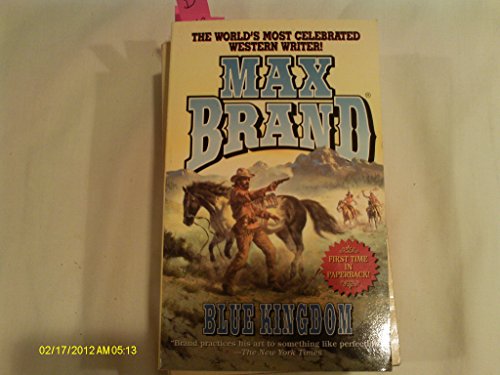 D
THE WORLD'S MOST CELEBRATED
WESTERN WRITER!
MAX
BRAND®
FIRST TIME
IN
PAPERBACK!
BLUE KINGDOM
"Brand practices his art to something like perfection
—The New York Times
02/17/2012 AM 05:13